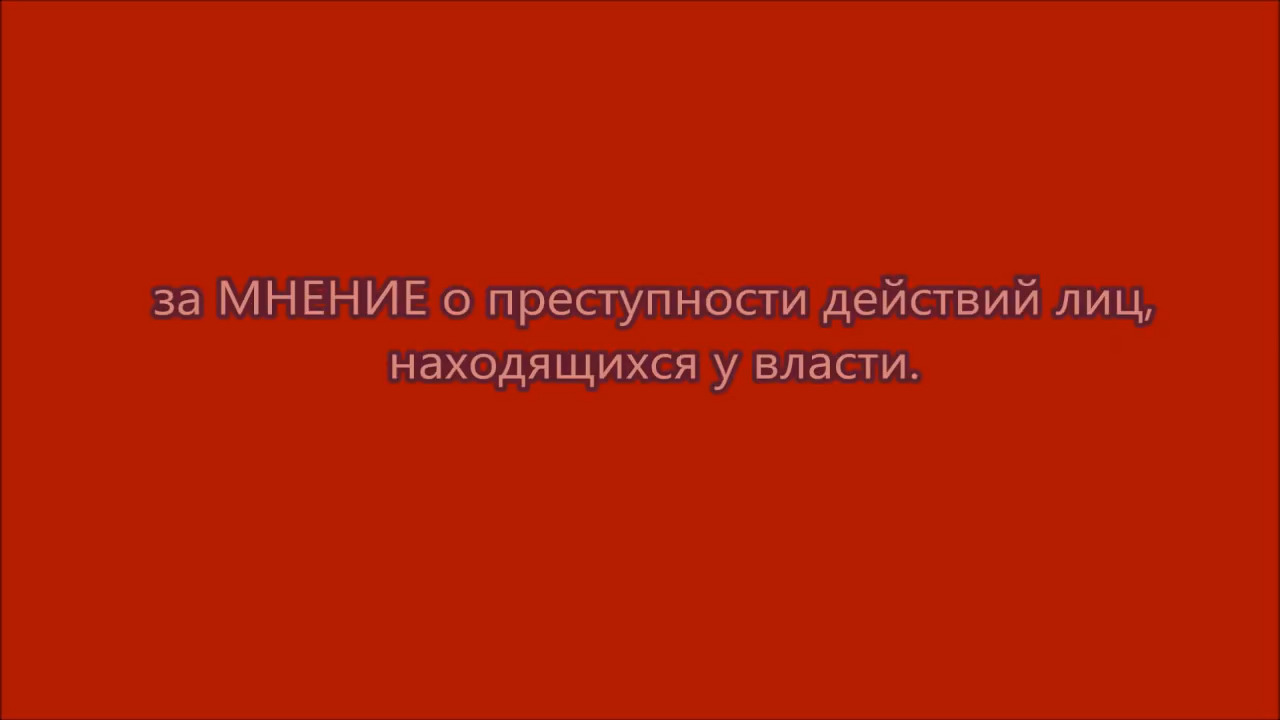 за МНЕНИЕ о преступности действий лиц,
находящихся у власти.